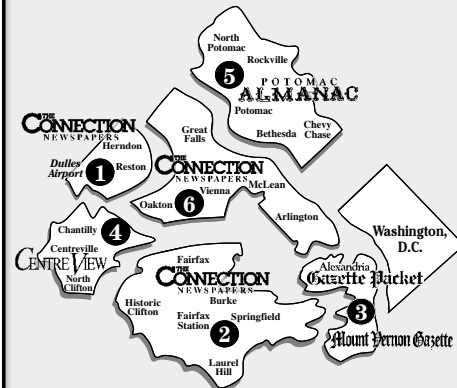 North
Potomac
Rockville
5
POTOMAC
ALMANAC
Potomac
Bethesda
Chevy
Chase
THE
CONNECTION
NEWSPAPERS
Herndon
Dulles
Airport
1
Reston
Great
Falls
THE
CONNECTION
NEWSPAPERS
Vienna
McLean
Oakton
6
Arlington
Chantilly
4
Centreville
CENTRE VIEW
North
Clifton
Washington,
D.C.
Fairfax
THE
CONNECTION
NEWSPAPERS
Burke
Historic
Clifton
Fairfax
Station
Springfield
2
Laurel
Hill
Alexandria
Gazette Packet
3
Mount Vernon Gazette